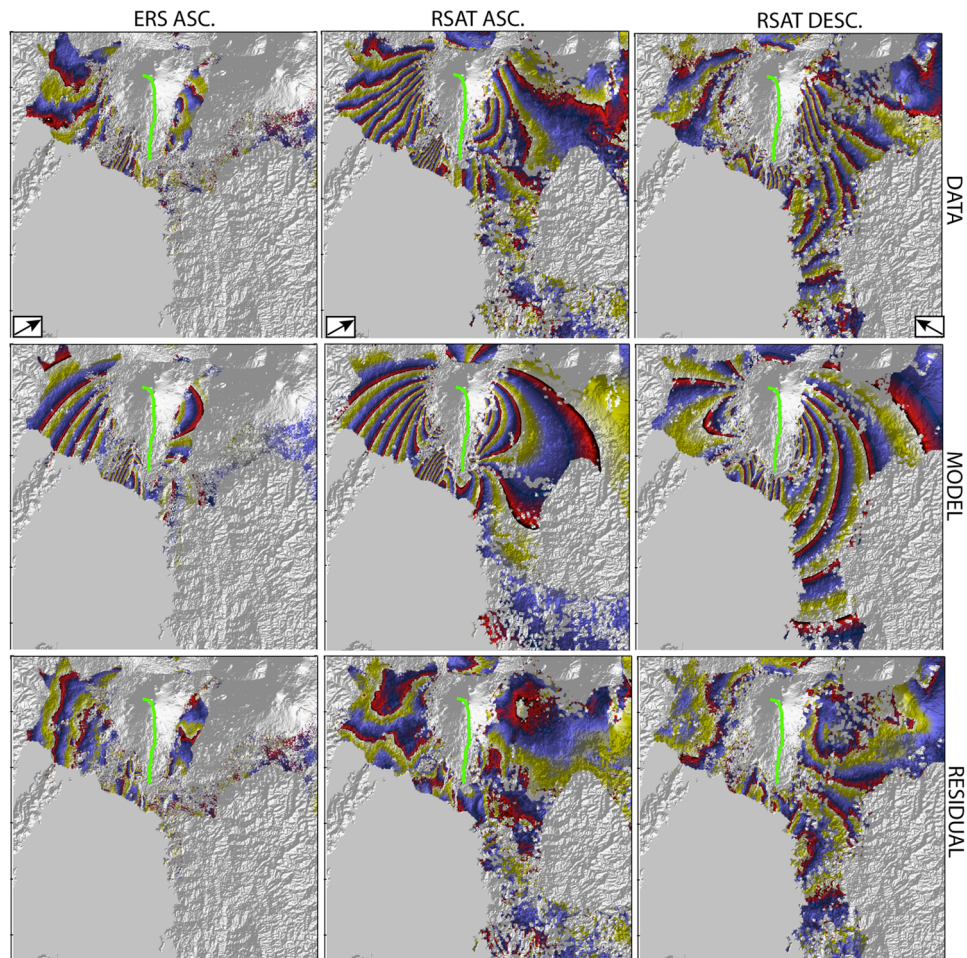 ERS ASC.
RSAT ASC.
RSAT DESC.
DATA
MODEL
RESIDUAL